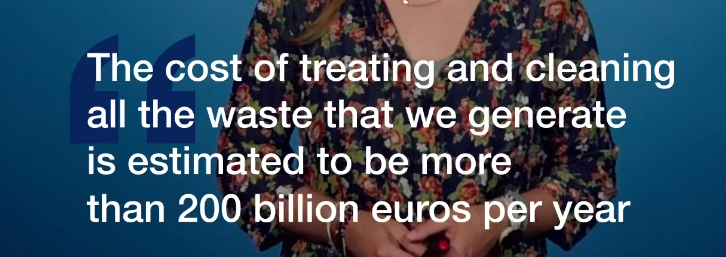 The cost of treating and cleaning
all the waste that we generate
is estimated to be more
than 200 billion euros per year